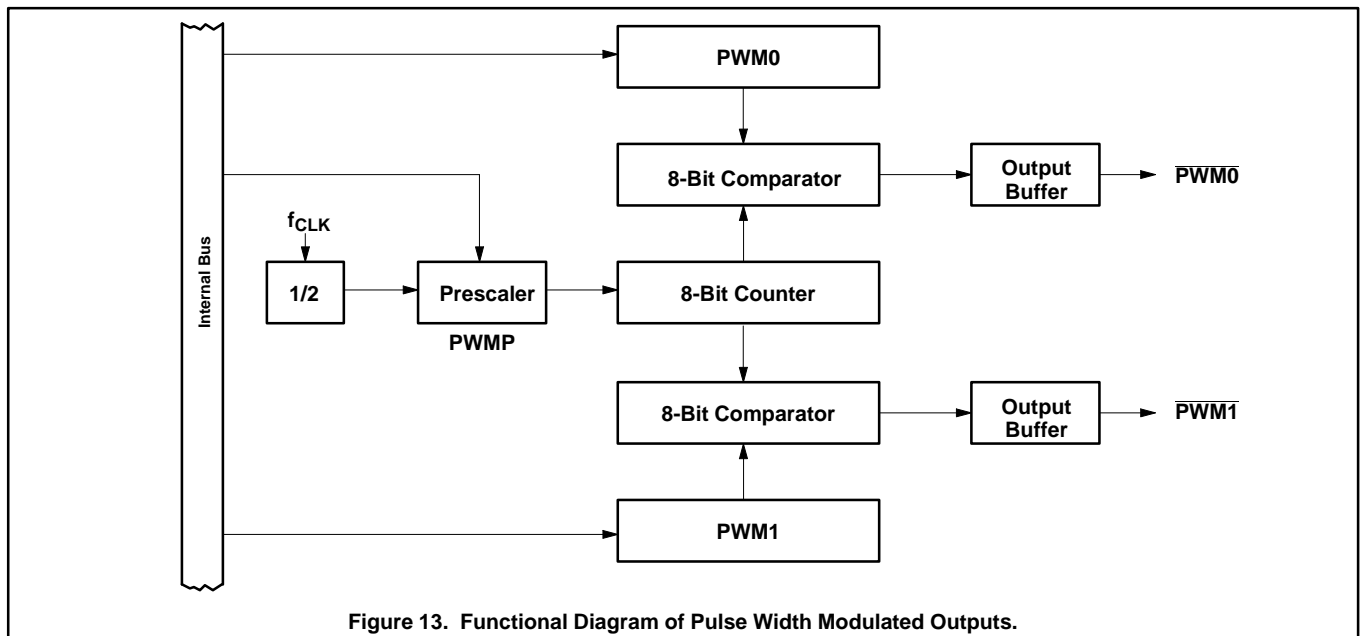 PWM0
8-Bit Comparator
Output
Buffer
PWM0
Internal Bus
fCLK
1/2
Prescaler
PWMP
8-Bit Counter
8-Bit Comparator
Output
Buffer
PWM1
PWM1
Figure 13. Functional Diagram of Pulse Width Modulated Outputs.